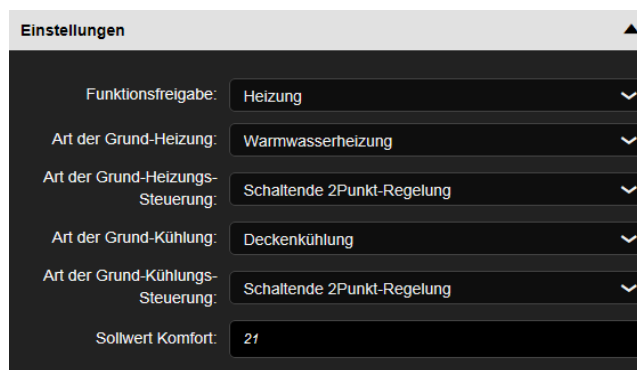 Einstellungen
Funktionsfreigabe: Heizung
Art der Grund-Heizung: Warmwasserheizung
Art der Grund-Heizungs-
Steuerung: Schaltende 2Punkt-Regelung
Art der Grund-Kühlung: Deckenkühlung
Art der Grund-Kühlungs-
Steuerung: Schaltende 2Punkt-Regelung
Sollwert Komfort: 21